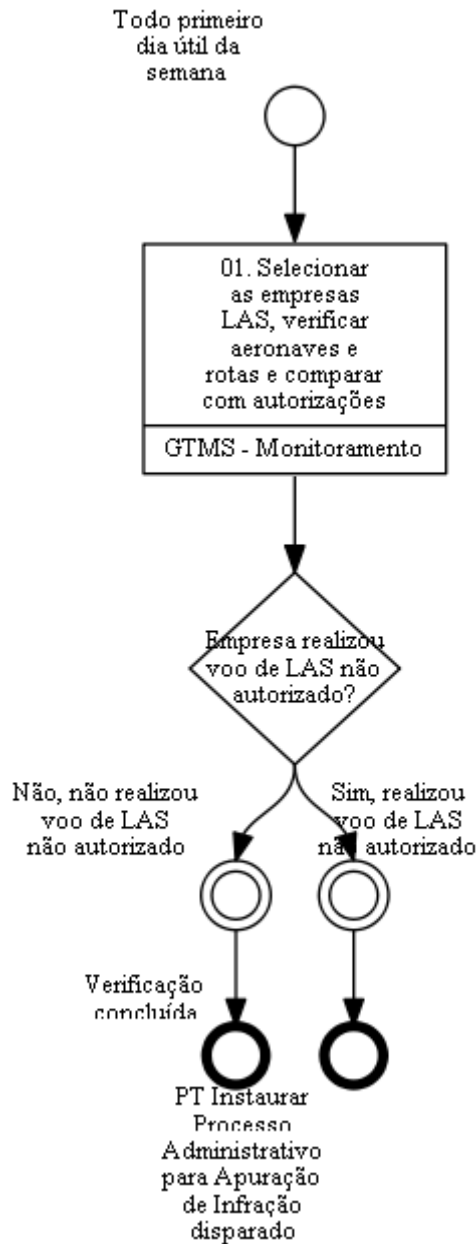 Todo primeiro
dia útil da
semana
01. Selecionar
as empresas
LAS, verificar
aeronaves e
rotas e comparar
com autorizações
GTMS - Monitoramento
Empresa realizou
voo de LAS não
autorizado?
Não, não realizou
voo de LAS
não autorizado
Sim, realizou
voo de LAS
não autorizado
Verificação
concluída
PT Instaurar
Processo
Administrativo
para Apuração
de Infração
disparado